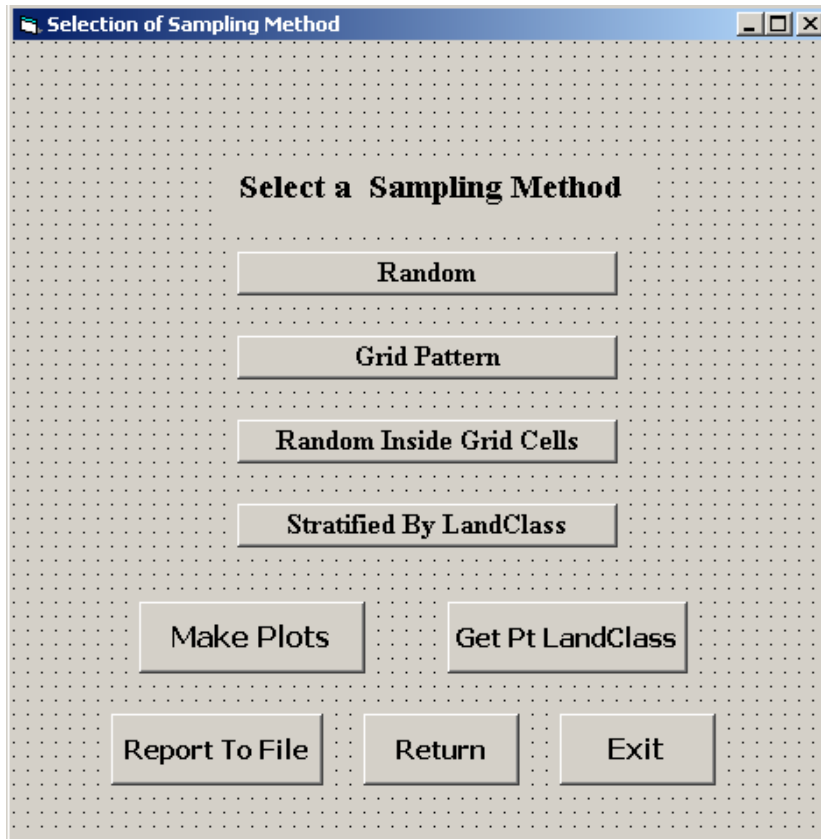 Selection of Sampling Method
Select a  Sampling Method
Random
Grid Pattern
Random Inside Grid Cells
Stratified By LandClass
Make Plots
Get Pt LandClass
Report To File
Return
Exit